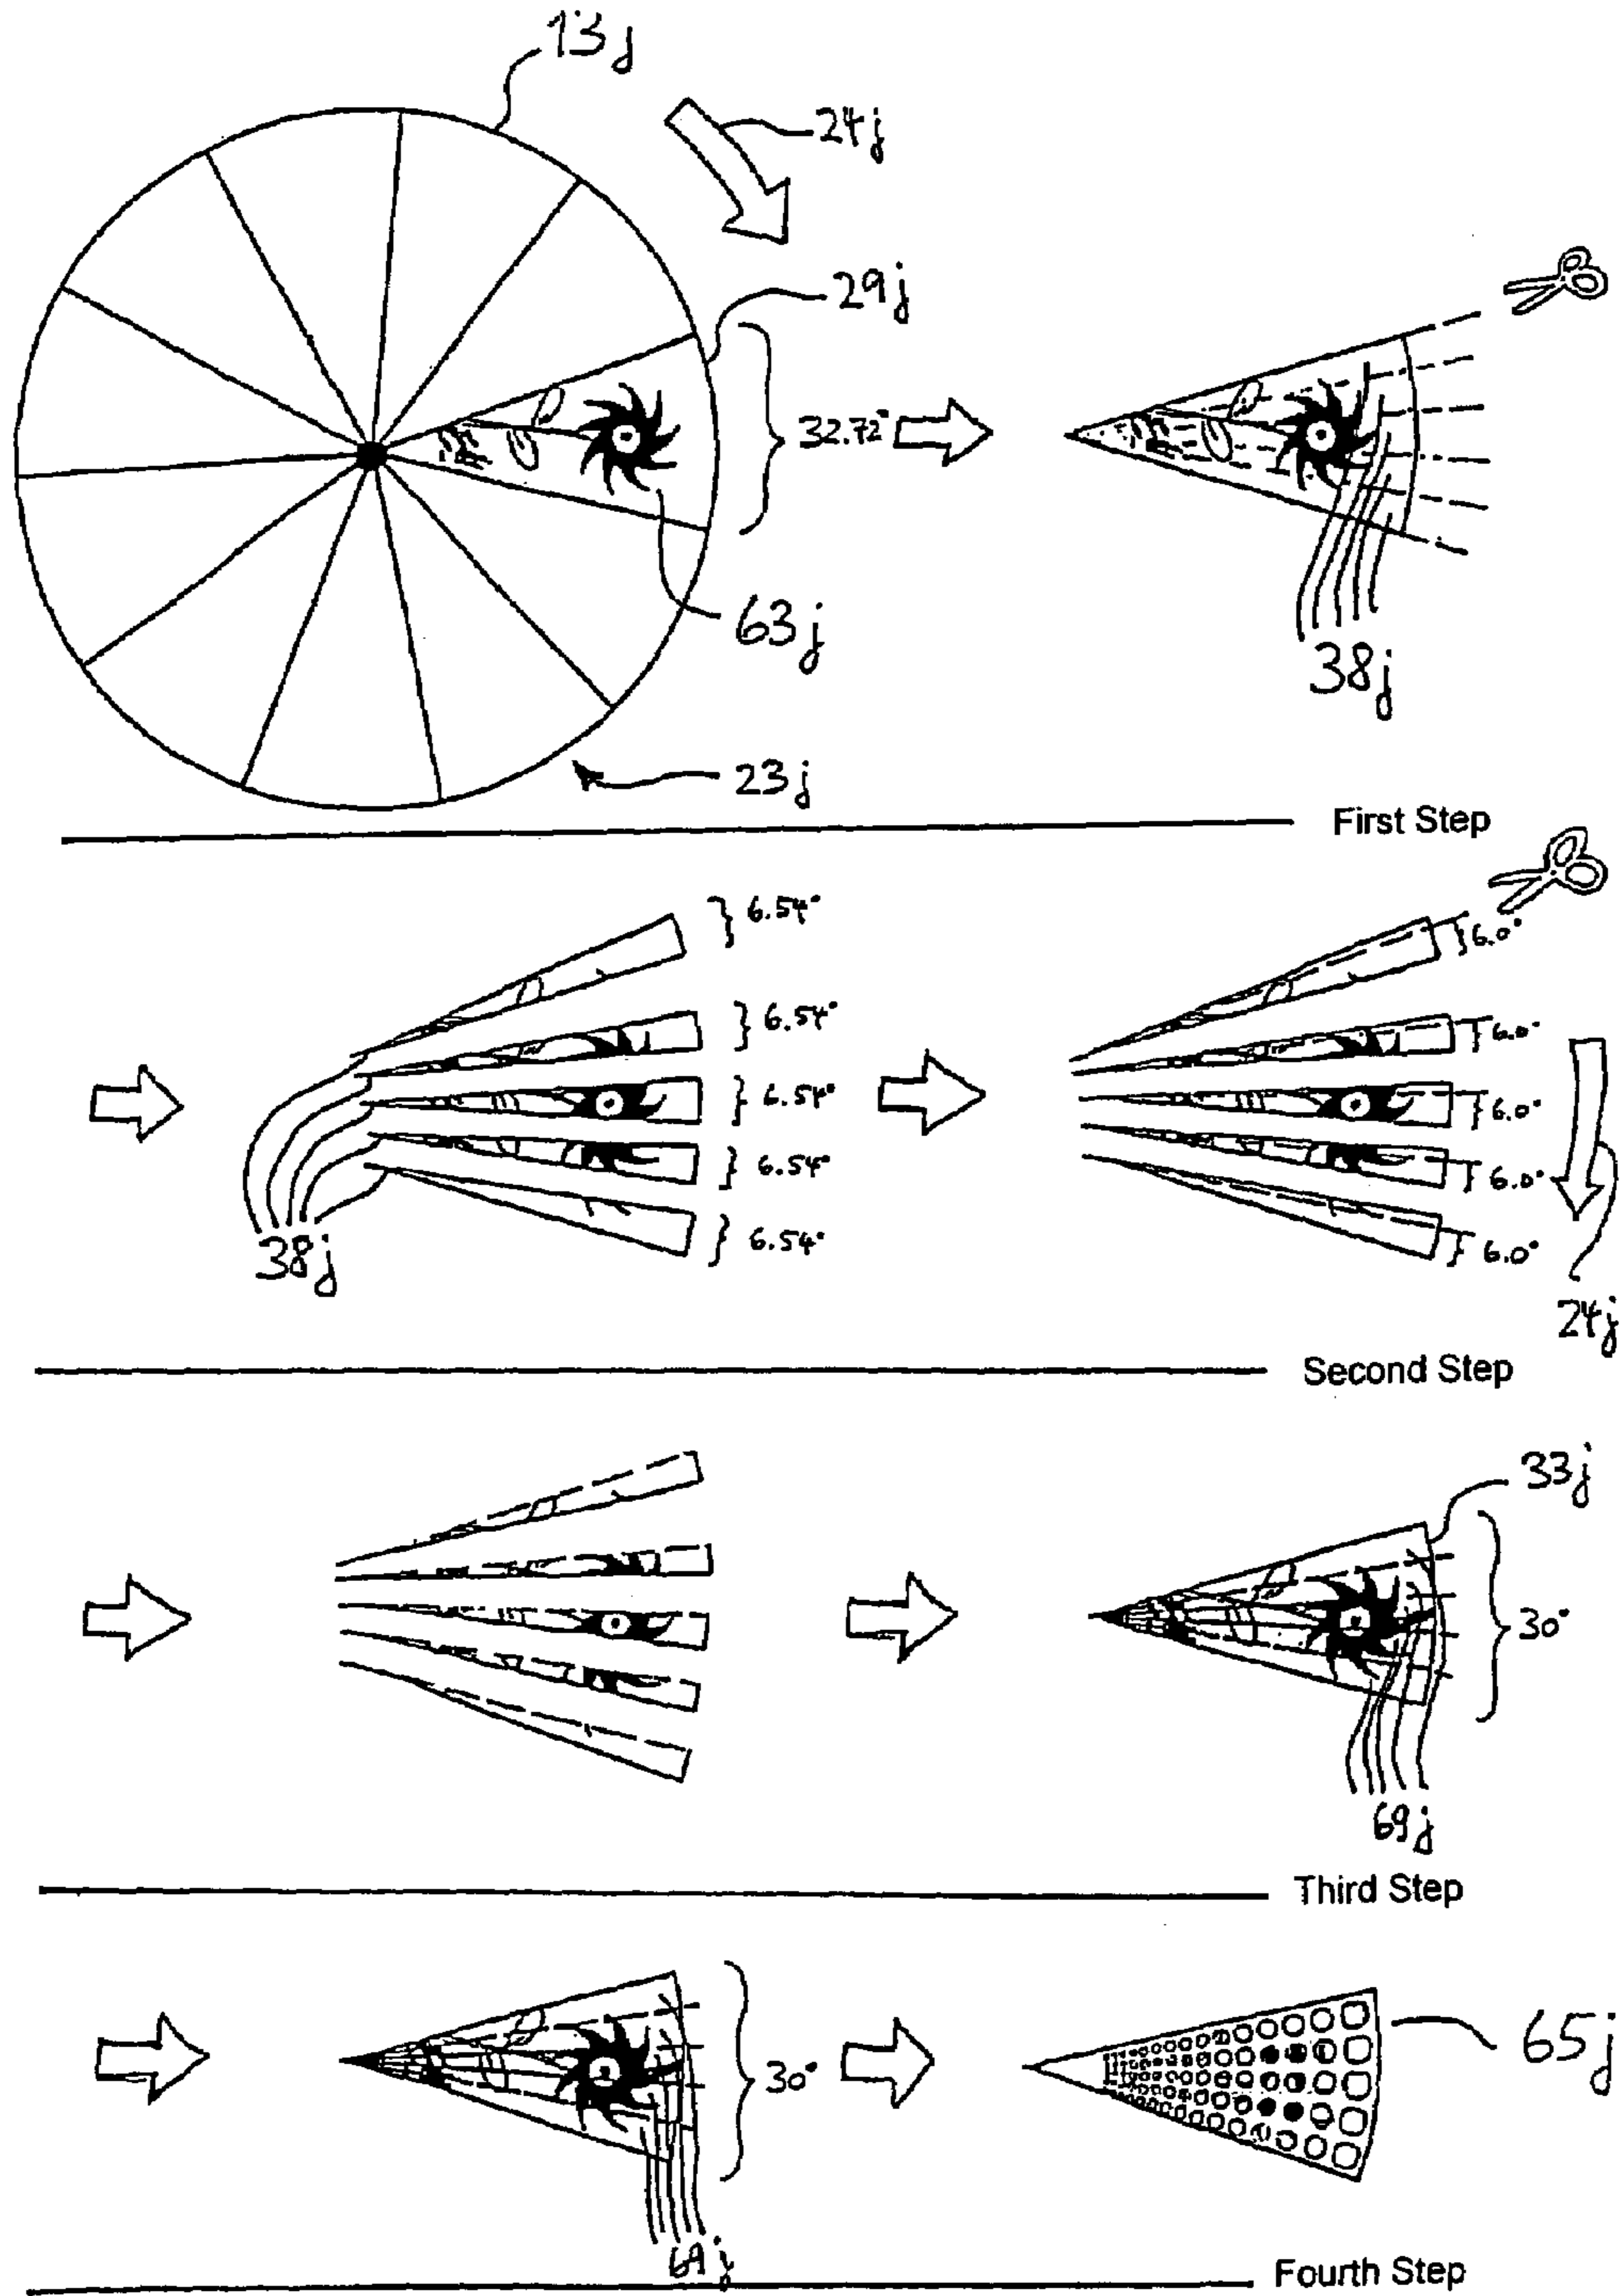 13j
24j
29j
32.72°
63j
38j
23j
First Step
6.54°
6.54°
6.54°
6.54°
6.54°
38j
6.0°
6.0°
6.0°
6.0°
6.0°
24j
Second Step
33j
30°
69j
Third Step
30°
65j
69j
Fourth Step